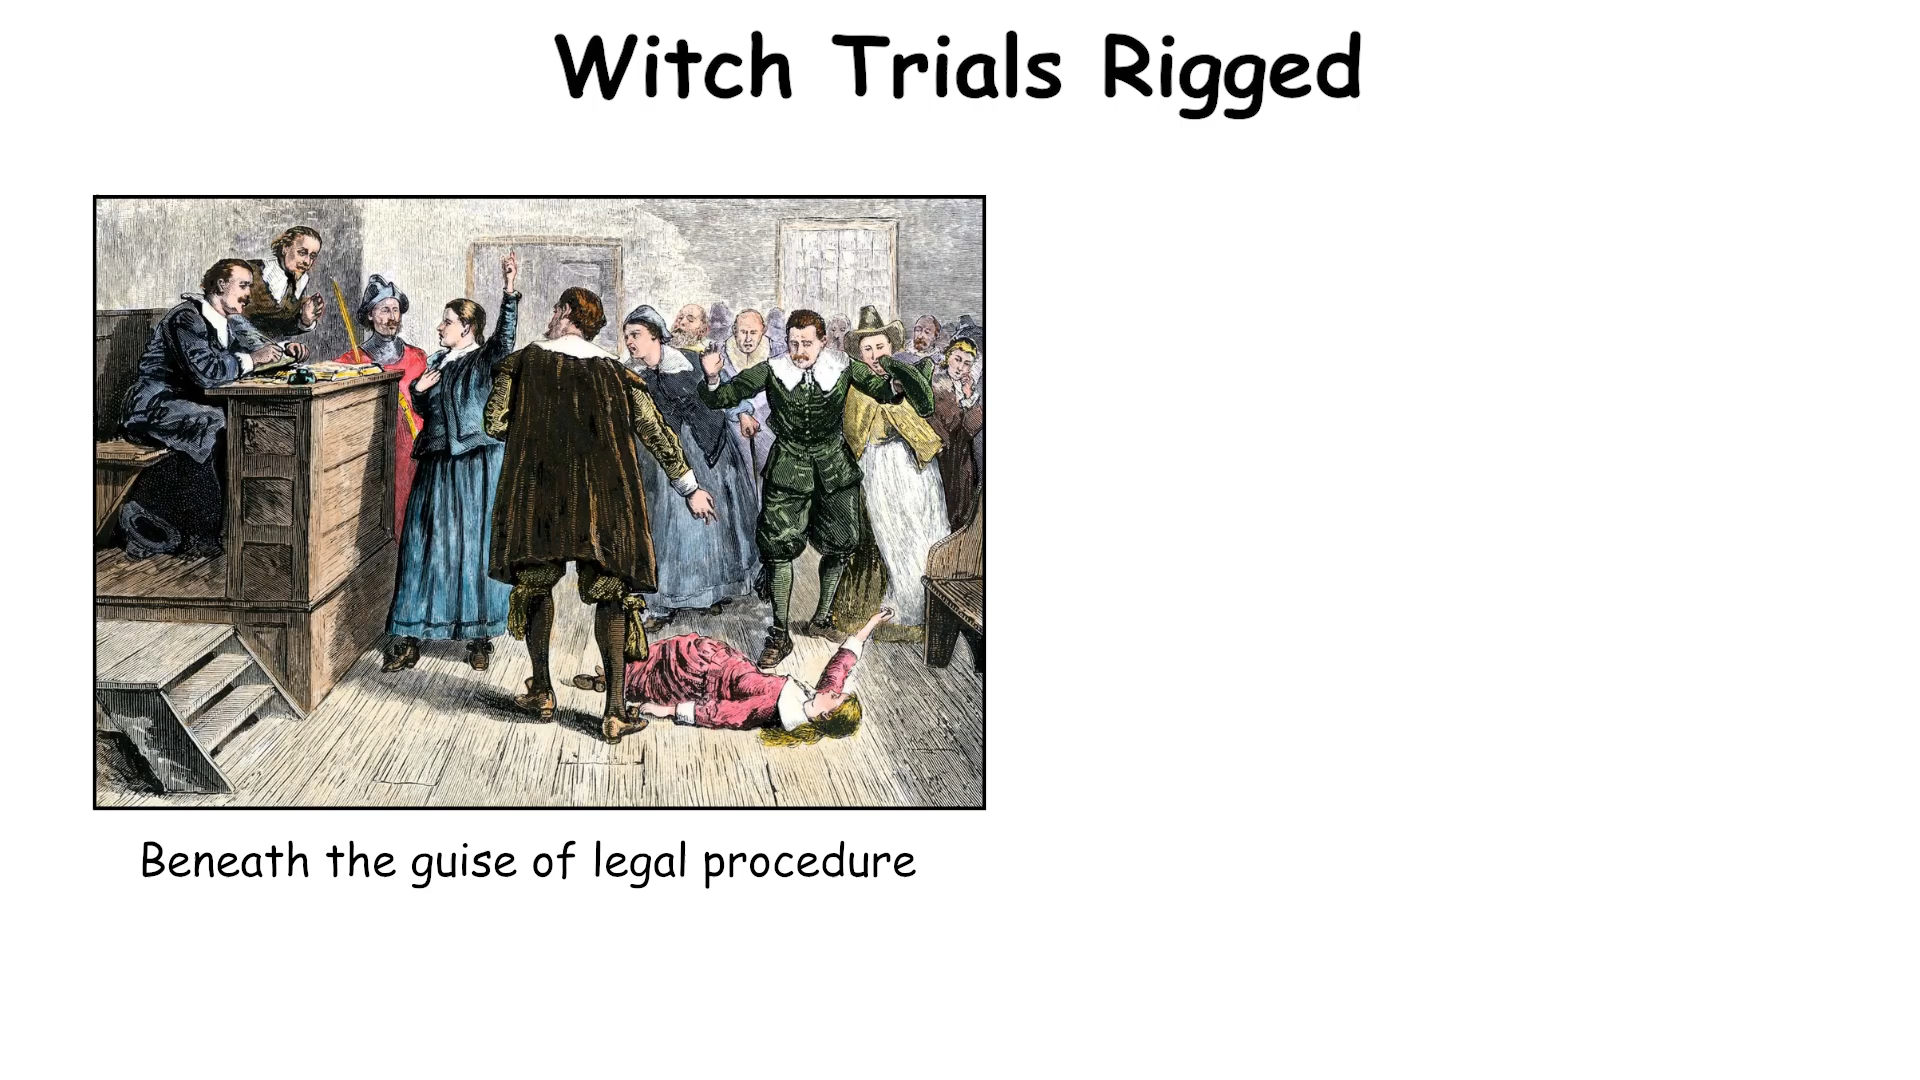 Witch Trials Rigged
Beneath the guise of legal procedure